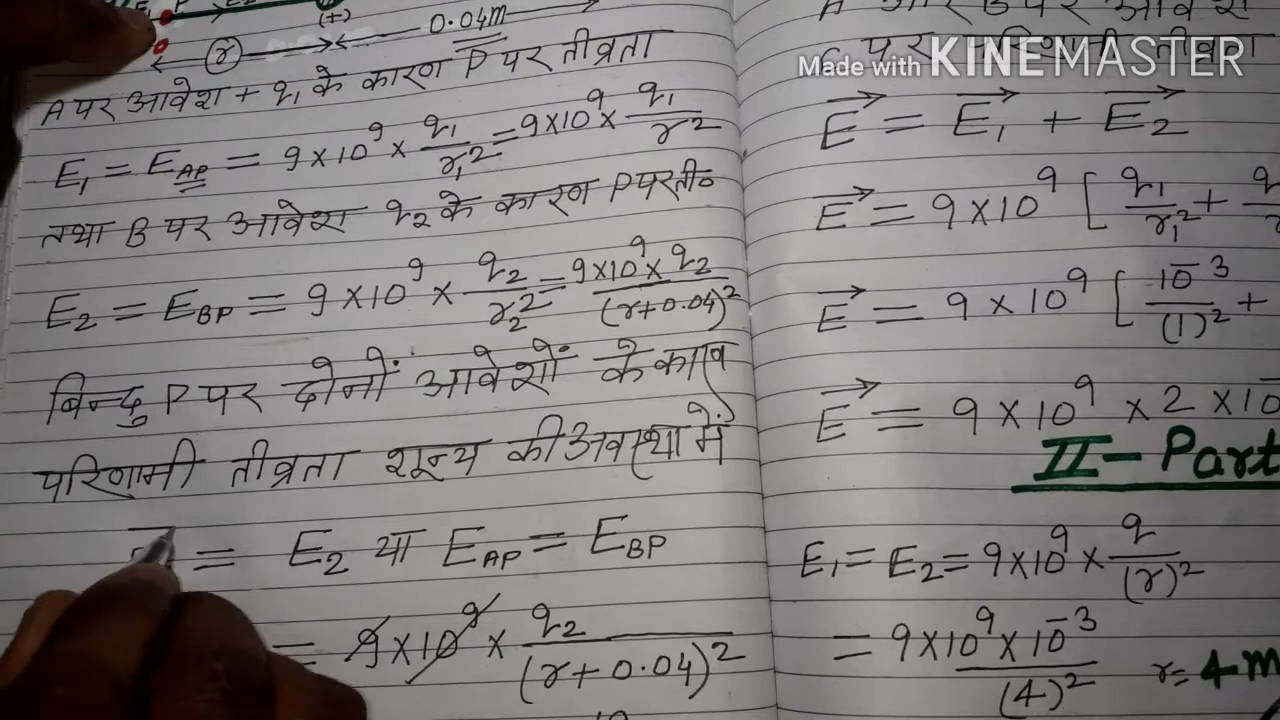 (+) 0.04m
r
A पर आवेश + q₁ के कारण P पर तीव्रता
E₁ = E_AP = 9×10⁹ × q₁/r₁² = 9×10⁹ × q₁/r²
तथा B पर आवेश q₂ के कारण P पर ती०
E₂ = E_BP = 9×10⁹ × q₂/r₂² = 9×10⁹ × q₂/(r+0.04)²
बिन्दु P पर दोनों आवेशों के कारण
परिणामी तीव्रता शून्य की अवस्था में
= E₂ या E_AP = E_BP
= 9×10⁹ × q₂/(r+0.04)²
Made with KINEMASTER
E⃗ = E⃗₁ + E⃗₂
E⃗ = 9×10⁹ [q₁/r₁² +
E⃗ = 9×10⁹ [10⁻³/(1)² +
E⃗ = 9×10⁹ × 2 × 10⁻
II - Part
E₁ = E₂ = 9×10⁹ × q/(r)²
= 9×10⁹ × 10⁻³/(4)² r = 4m